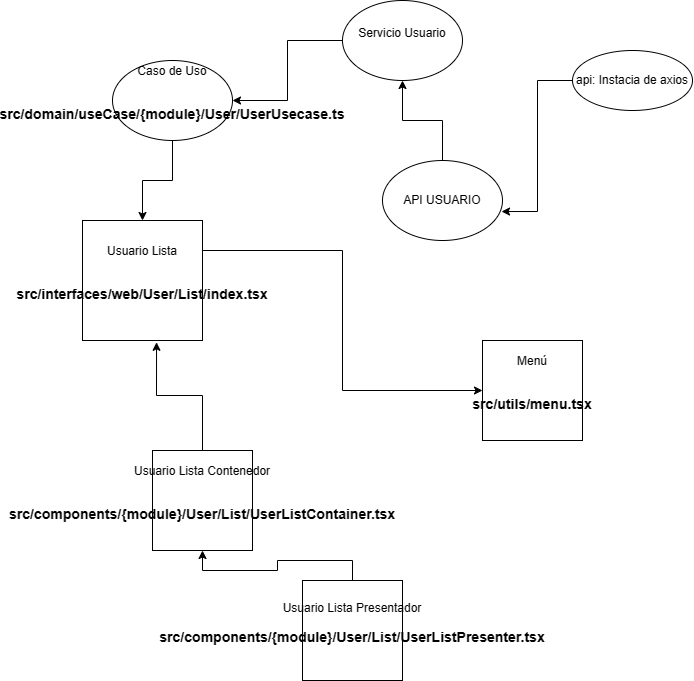 Servicio Usuario
Caso de Uso
api: Instacia de axios
src/domain/useCase/{module}/User/UserUsecase.ts
API USUARIO
Usuario Lista
src/interfaces/web/User/List/index.tsx
Menú
src/utils/menu.tsx
Usuario Lista Contenedor
src/components/{module}/User/List/UserListContainer.tsx
Usuario Lista Presentador
src/components/{module}/User/List/UserListPresenter.tsx